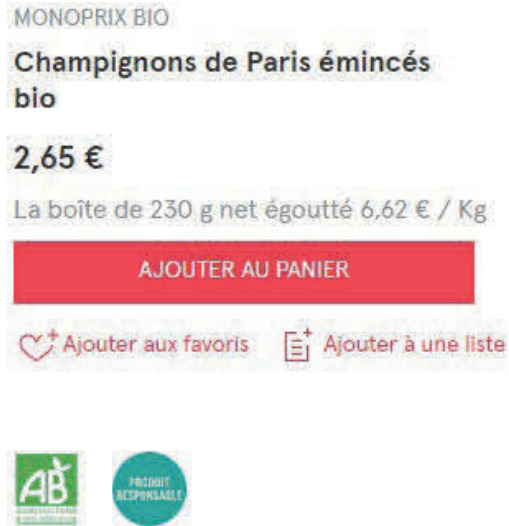 MONOPRIX BIO
Champignons de Paris émincés
bio
2,65 €
La boîte de 230 g net égoutté 6,62 € / Kg
AJOUTER AU PANIER
Ajouter aux favoris
Ajouter à une liste
AB
PRODUIT
RESPONSABLE